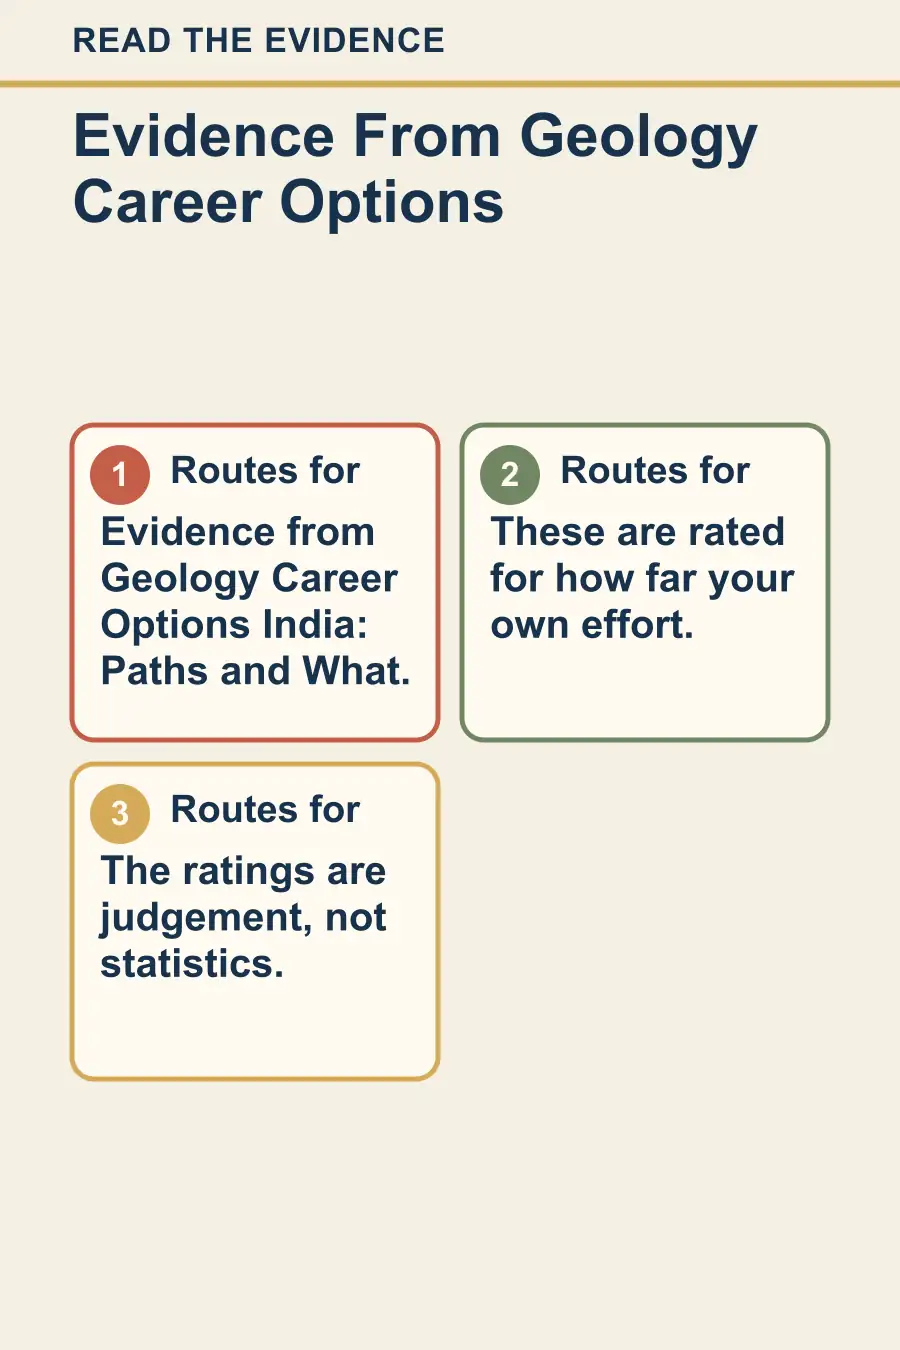 READ THE EVIDENCE
Evidence From Geology
Career Options
1 Routes for
Evidence from
Geology Career
Options India:
Paths and What.
2 Routes for
These are rated
for how far your
own effort.
3 Routes for
The ratings are
judgement, not
statistics.